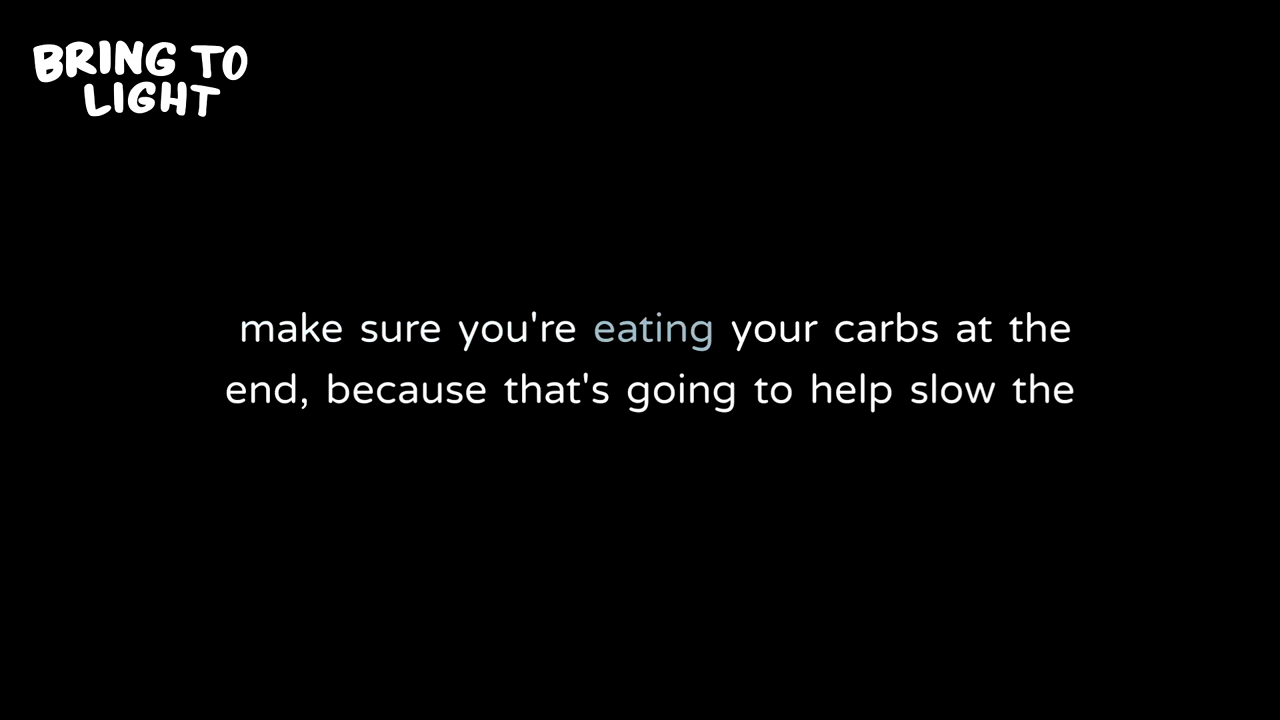 BRING TO
LIGHT
make sure you're eating your carbs at the
end, because that's going to help slow the